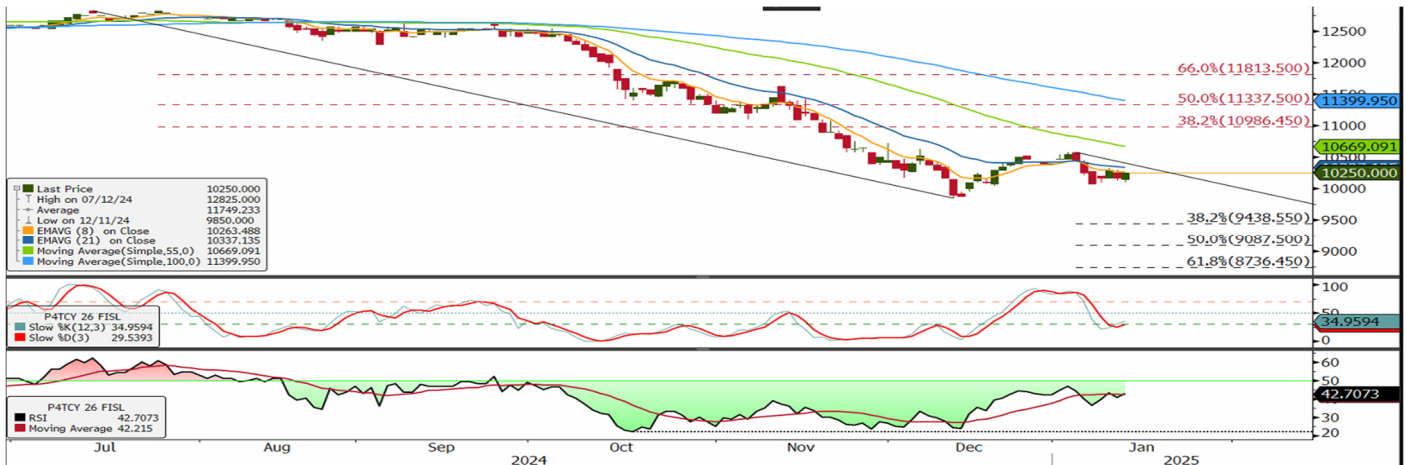 12500
12000
11500
11399.950
11000
10669.091
10500
10250.000
10000
9500
9000
66.0%(11813.500)
50.0%(11337.500)
38.2%(10986.450)
38.2%(9438.550)
50.0%(9087.500)
61.8%(8736.450)
Last Price 10250.000
High on 07/12/24 12825.000
Average 11749.233
Low on 12/11/24 9850.000
EMAVG (8) on Close 10263.488
EMAVG (21) on Close 10337.135
Moving Average(Simple,55,0) 10669.091
Moving Average(Simple,100,0) 11399.950
P4TCY 26 FISL
Slow %K(12,3) 34.9594
Slow %D(3) 29.5393
100
50
34.9594
0
P4TCY 26 FISL
RSI 42.7073
Moving Average 42.215
60
50
42.7073
30
20
Jul Aug Sep Oct Nov Dec Jan
2024 2025